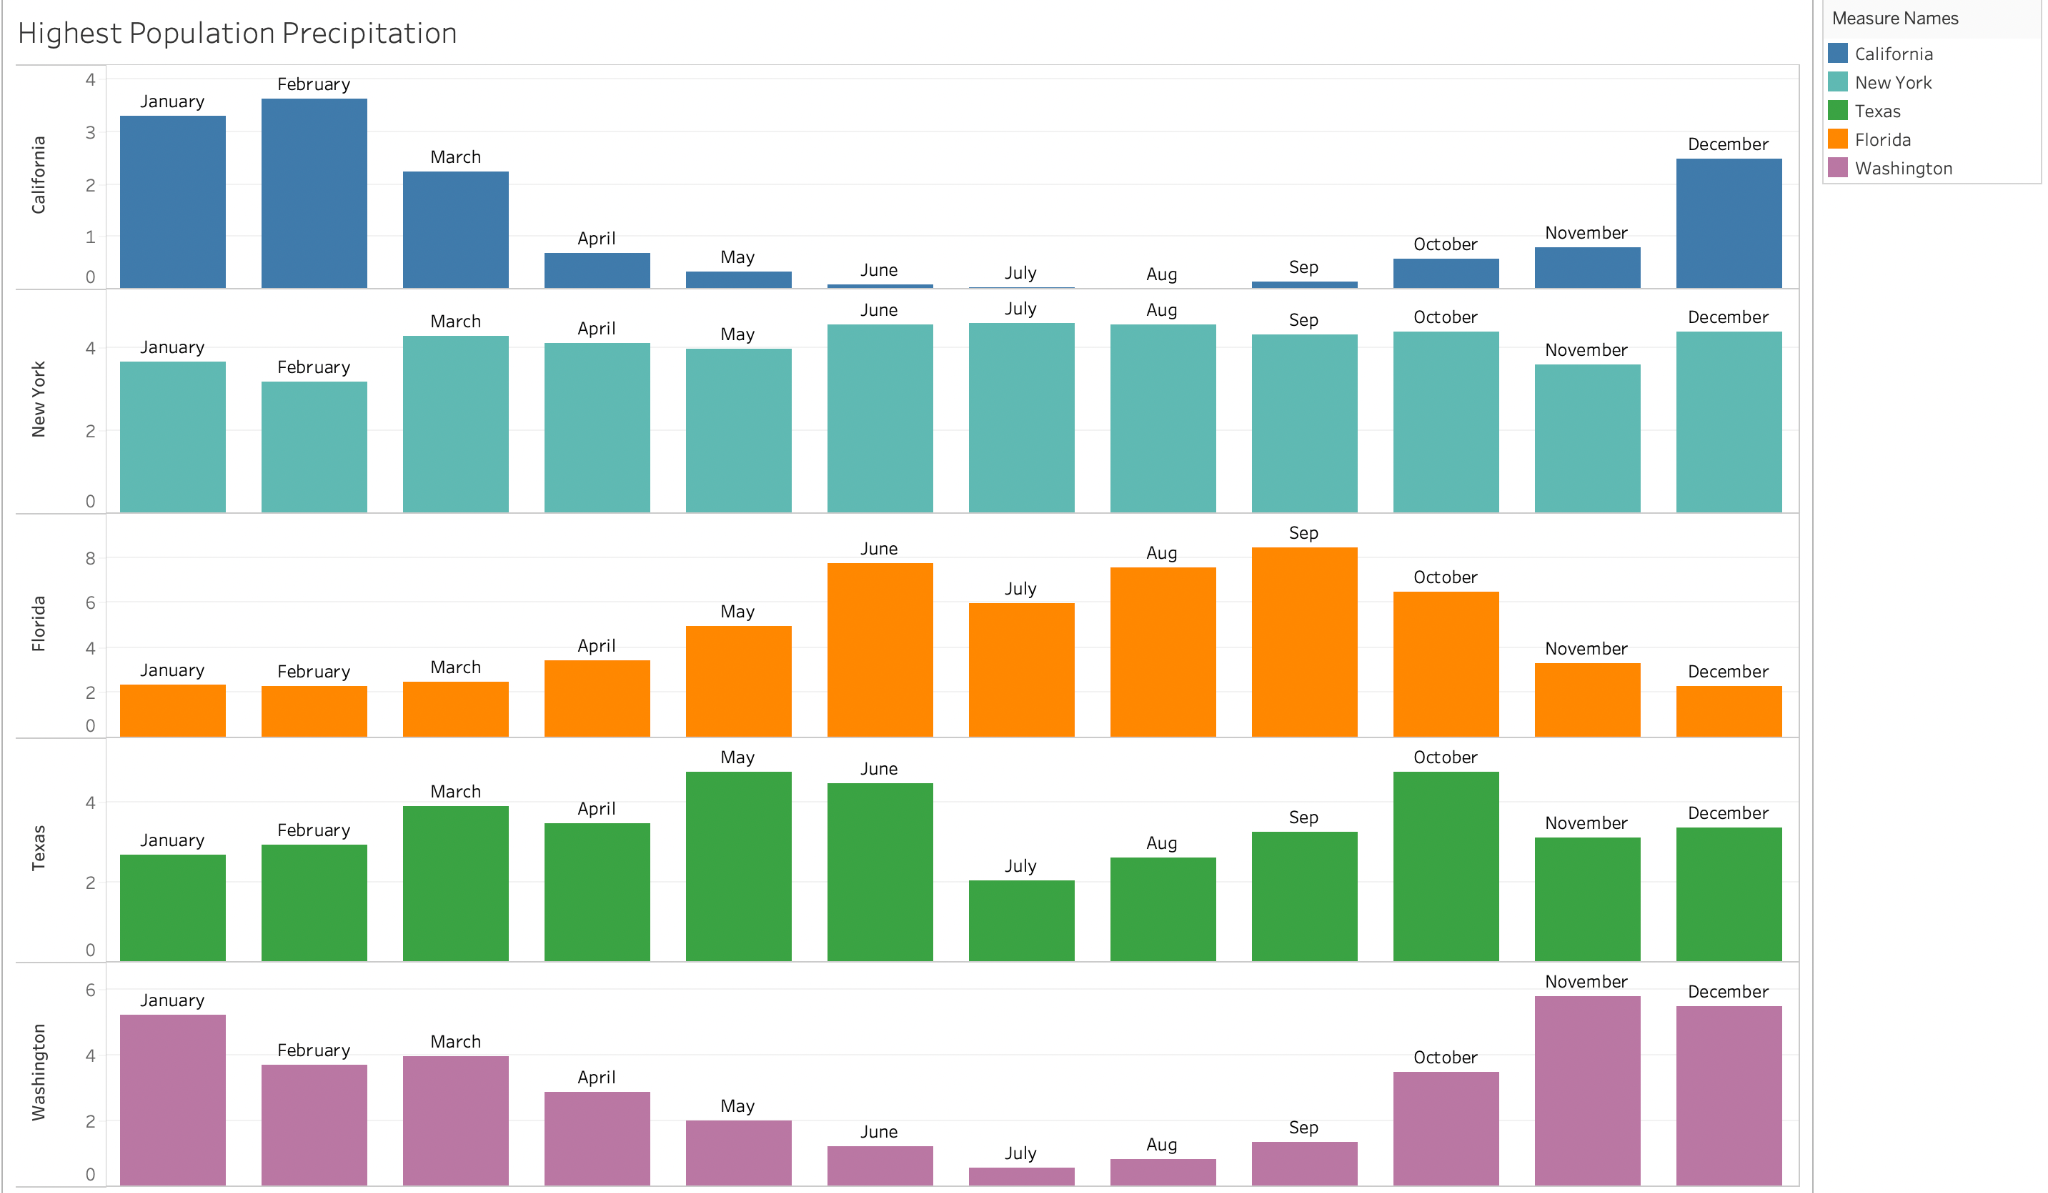 Highest Population Precipitation
Measure Names
California
New York
Texas
Florida
Washington
California
4
3
2
1
0
January
February
March
April
May
June
July
Aug
Sep
October
November
December
New York
4
2
0
January
February
March
April
May
June
July
Aug
Sep
October
November
December
Florida
8
6
4
2
0
January
February
March
April
May
June
July
Aug
Sep
October
November
December
Texas
4
2
0
January
February
March
April
May
June
July
Aug
Sep
October
November
December
Washington
6
4
2
0
January
February
March
April
May
June
July
Aug
Sep
October
November
December